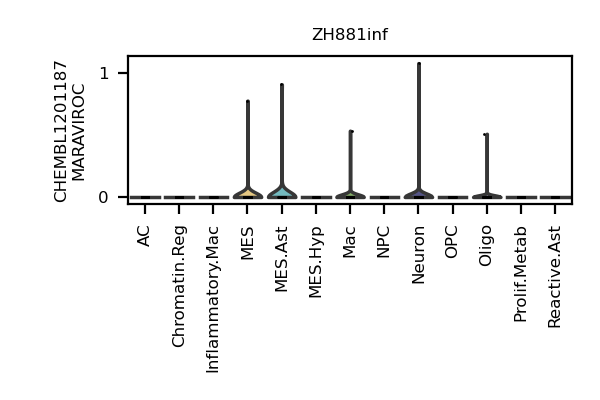 ZH881inf
CHEMBL1201187
MARAVIROC
1
0
AC
Chromatin.Reg
Inflammatory.Mac
MES
MES.Ast
MES.Hyp
Mac
NPC
Neuron
OPC
Oligo
Prolif.Metab
Reactive.Ast